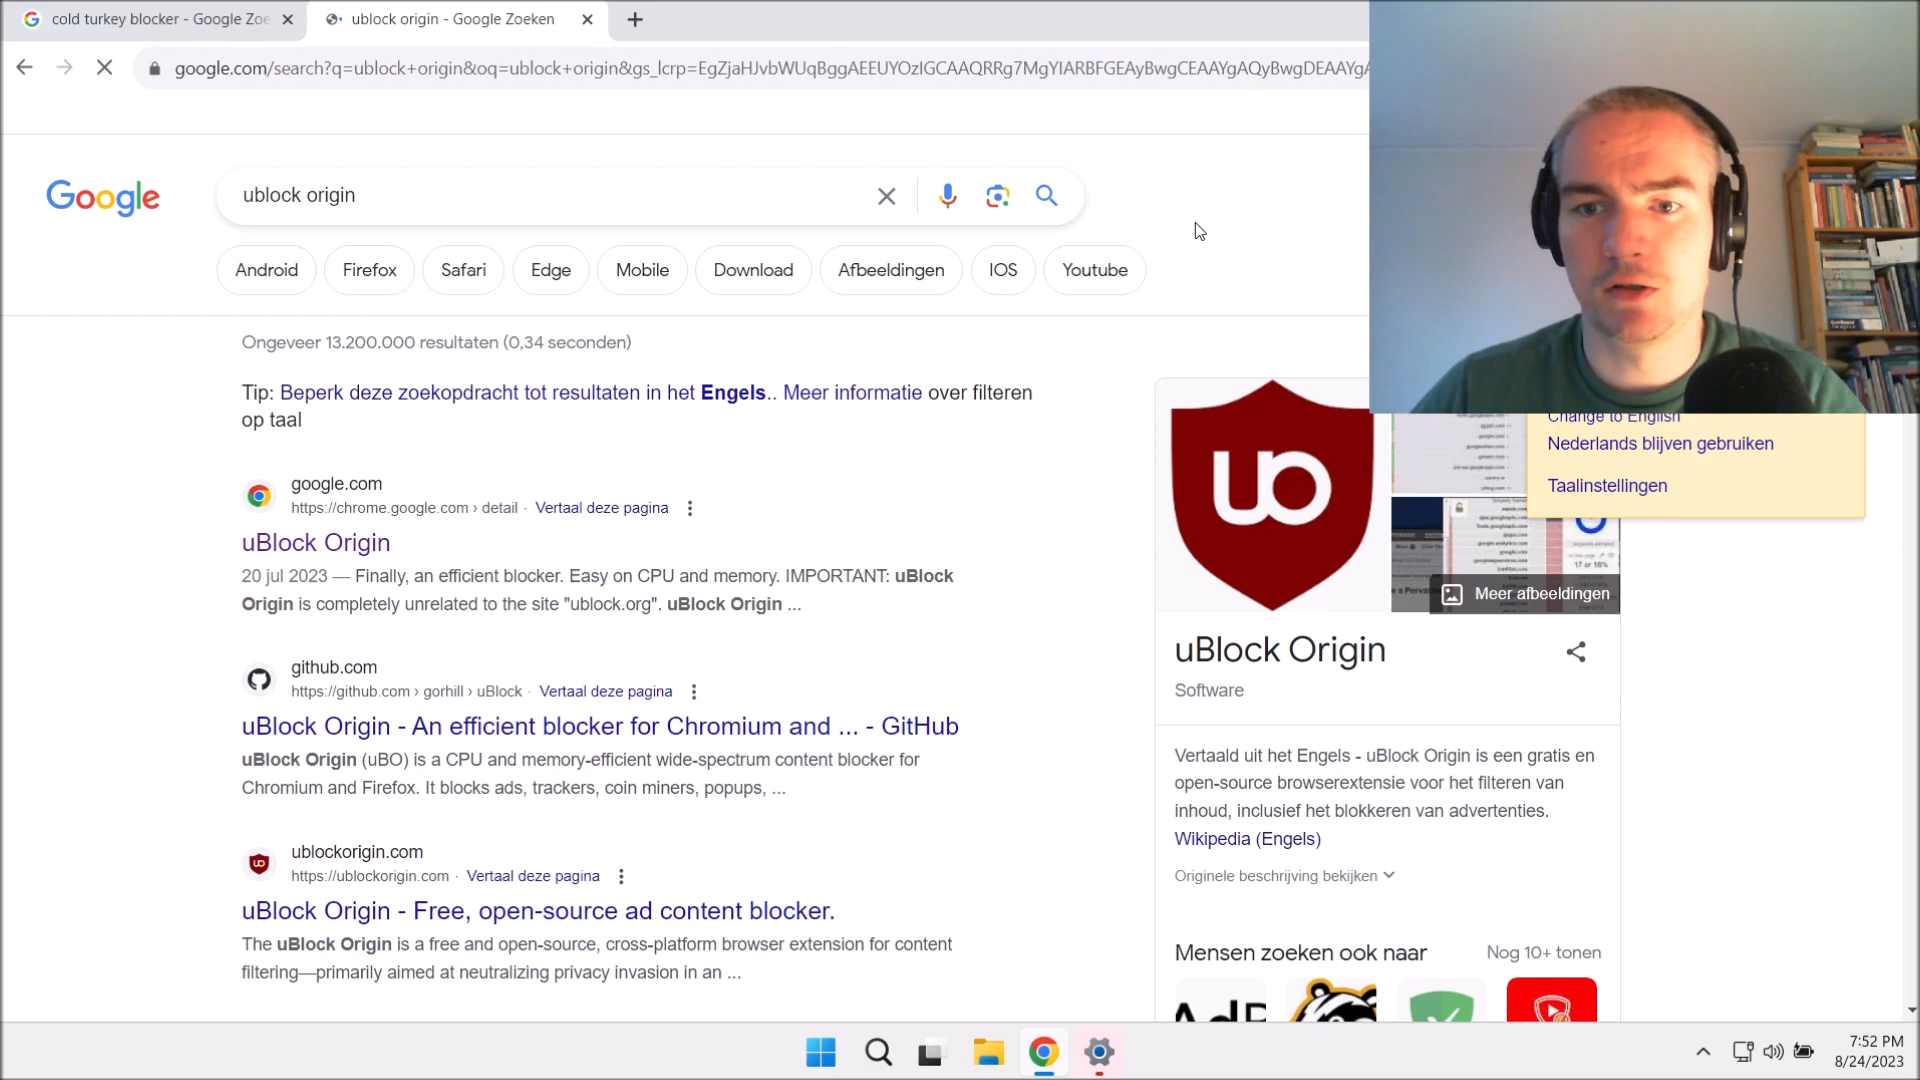 cold turkey blocker - Google Zoe
ublock origin - Google Zoeken
google.com/search?q=ublock+origin&oq=ublock+origin&gs_lcrp=EgZjaHJvbWUqBggAEEUYOzIGCAAQRRg7MgYIARBFGEAyBwgCEAAYgAQyBwgDEAAYgA
Google
ublock origin
Android
Firefox
Safari
Edge
Mobile
Download
Afbeeldingen
IOS
Youtube
Ongeveer 13.200.000 resultaten (0,34 seconden)
Tip: Beperk deze zoekopdracht tot resultaten in het Engels.. Meer informatie over filteren
op taal
google.com
https://chrome.google.com › detail · Vertaal deze pagina
uBlock Origin
20 jul 2023 — Finally, an efficient blocker. Easy on CPU and memory. IMPORTANT: uBlock
Origin is completely unrelated to the site "ublock.org". uBlock Origin ...
github.com
https://github.com › gorhill › uBlock · Vertaal deze pagina
uBlock Origin - An efficient blocker for Chromium and ... - GitHub
uBlock Origin (uBO) is a CPU and memory-efficient wide-spectrum content blocker for
Chromium and Firefox. It blocks ads, trackers, coin miners, popups, ...
ublockorigin.com
https://ublockorigin.com · Vertaal deze pagina
uBlock Origin - Free, open-source ad content blocker.
The uBlock Origin is a free and open-source, cross-platform browser extension for content
filtering—primarily aimed at neutralizing privacy invasion in an ...
Change to English
Nederlands blijven gebruiken
Taalinstellingen
uo
17 or 18%
Meer afbeeldingen
uBlock Origin
Software
Vertaald uit het Engels - uBlock Origin is een gratis en
open-source browserextensie voor het filteren van
inhoud, inclusief het blokkeren van advertenties.
Wikipedia (Engels)
Originele beschrijving bekijken
Mensen zoeken ook naar
Nog 10+ tonen
7:52 PM
8/24/2023